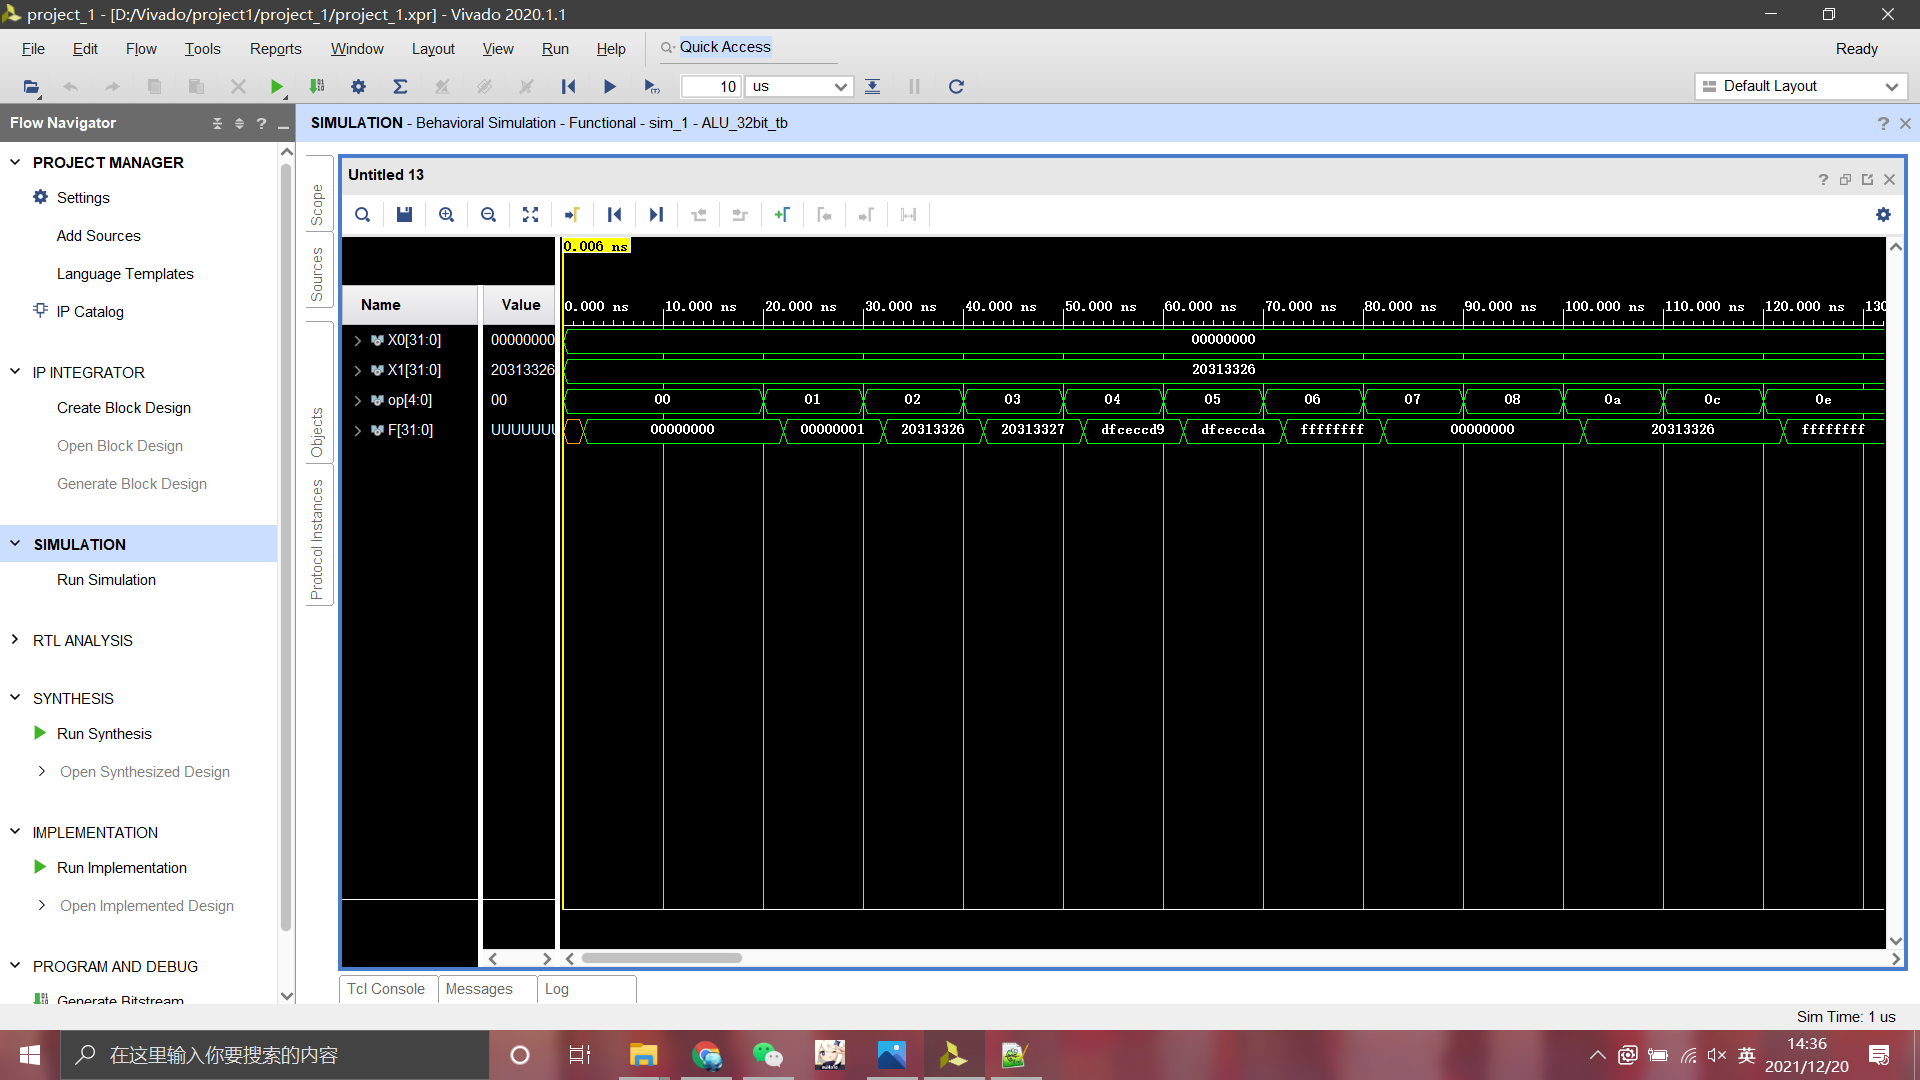 project_1 - [D:/Vivado/project1/project_1/project_1.xpr] - Vivado 2020.1.1
File Edit Flow Tools Reports Window Layout View Run Help Quick Access Ready
10 us Default Layout
Flow Navigator
SIMULATION - Behavioral Simulation - Functional - sim_1 - ALU_32bit_tb
PROJECT MANAGER
Settings
Add Sources
Language Templates
IP Catalog
IP INTEGRATOR
Create Block Design
Open Block Design
Generate Block Design
SIMULATION
Run Simulation
RTL ANALYSIS
SYNTHESIS
Run Synthesis
Open Synthesized Design
IMPLEMENTATION
Run Implementation
Open Implemented Design
PROGRAM AND DEBUG
Generate Bitstream
Scope
Sources
Objects
Protocol Instances
Untitled 13
0.006 ns
Name Value 0.000 ns 10.000 ns 20.000 ns 30.000 ns 40.000 ns 50.000 ns 60.000 ns 70.000 ns 80.000 ns 90.000 ns 100.000 ns 110.000 ns 120.000 ns 130
X0[31:0] 00000000 00000000
X1[31:0] 20313326 20313326
op[4:0] 00 00 01 02 03 04 05 06 07 08 0a 0c 0e
F[31:0] UUUUUUU 00000000 00000001 20313326 20313327 dfceccd9 dfceccda ffffffff 00000000 20313326 ffffffff
Tcl Console Messages Log
Sim Time: 1 us
在这里输入你要搜索的内容
英
14:36
2021/12/20